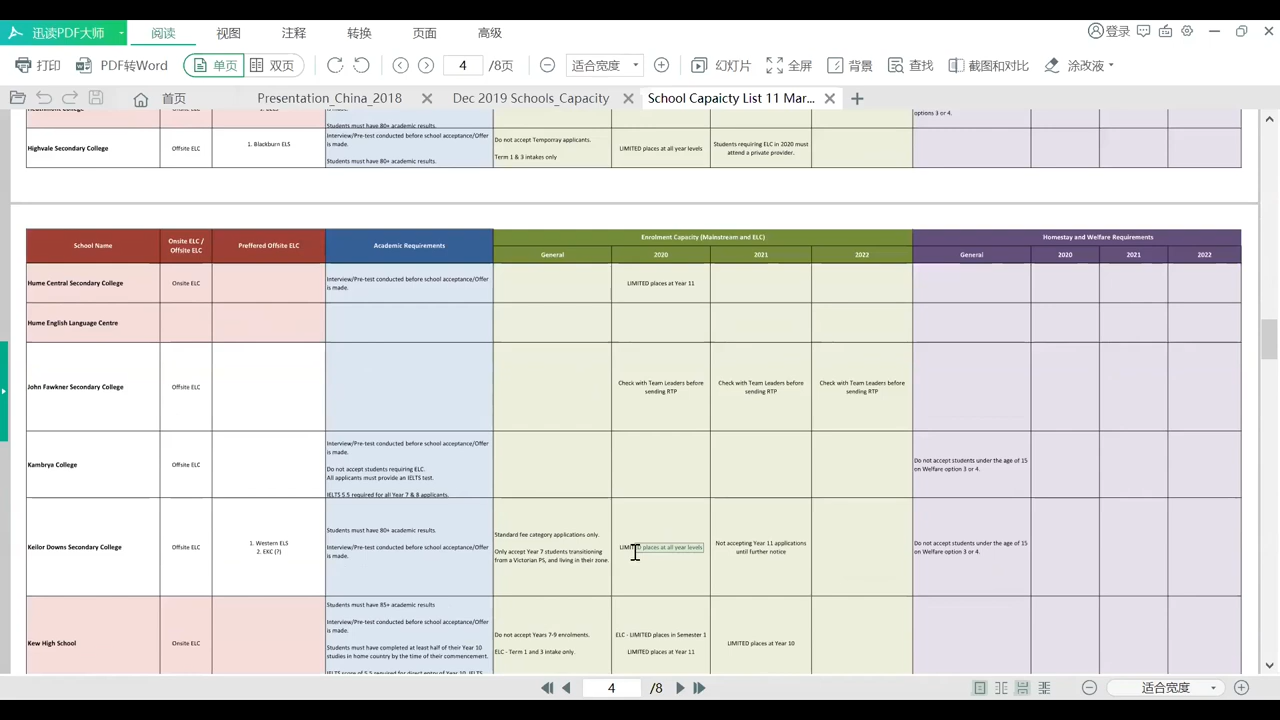 迅读PDF大师
阅读
视图
注释
转换
页面
高级
登录
打印
PDF转Word
单页
双页
4 /8页
适合宽度
幻灯片
全屏
背景
查找
截图和对比
涂改液
首页
Presentation_China_2018
Dec 2019 Schools_Capacity
School Capaicty List 11 Mar...
is made.
Students must have 80+ academic results.
options 3 or 4.
Highvale Secondary College
Offsite ELC
1. Blackburn ELS
Interview/Pre-test conducted before school acceptance/Offer
is made.
Students must have 80+ academic results.
Do not accept Temporray applicants.
Term 1 & 3 intakes only
LIMITED places at all year levels
Students requiring ELC in 2020 must
attend a private provider.
School Name
Onsite ELC /
Offsite ELC
Preffered Offsite ELC
Academic Requirements
Enrolment Capacity (Mainstream and ELC)
General
2020
2021
2022
Homestay and Welfare Requirements
General
2020
2021
2022
Hume Central Secondary College
Onsite ELC
Interview/Pre-test conducted before school acceptance/Offer
is made.
LIMITED places at Year 11
Hume English Language Centre
John Fawkner Secondary College
Offsite ELC
Check with Team Leaders before
sending RTP
Check with Team Leaders before
sending RTP
Check with Team Leaders before
sending RTP
Kambrya College
Offsite ELC
Interview/Pre-test conducted before school acceptance/Offer
is made.
Do not accept students requiring ELC.
All applicants must provide an IELTS test.
IELTS 5.5 required for all Year 7 & 8 applicants.
Do not accept students under the age of 15
on Welfare option 3 or 4.
Keilor Downs Secondary College
Offsite ELC
1. Western ELS
2. EKC (?)
Students must have 80+ academic results.
Interview/Pre-test conducted before school acceptance/Offer
is made.
Standard fee category applications only.
Only accept Year 7 students transitioning
from a Victorian PS, and living in their zone.
LIMITED places at all year levels
Not accepting Year 11 applications
until further notice
Do not accept students under the age of 15
on Welfare option 3 or 4.
Kew High School
Onsite ELC
Students must have 85+ academic results
Interview/Pre-test conducted before school acceptance/Offer
is made.
Students must have completed at least half of their Year 10
studies in home country by the time of their commencement.
IELTS score of 5.5 required for direct entry of Year 10. IELTS
Do not accept Years 7-9 enrolments.
ELC - Term 1 and 3 intake only.
ELC - LIMITED places in Semester 1
LIMITED places at Year 11
LIMITED places at Year 10
4 /8
适合宽度